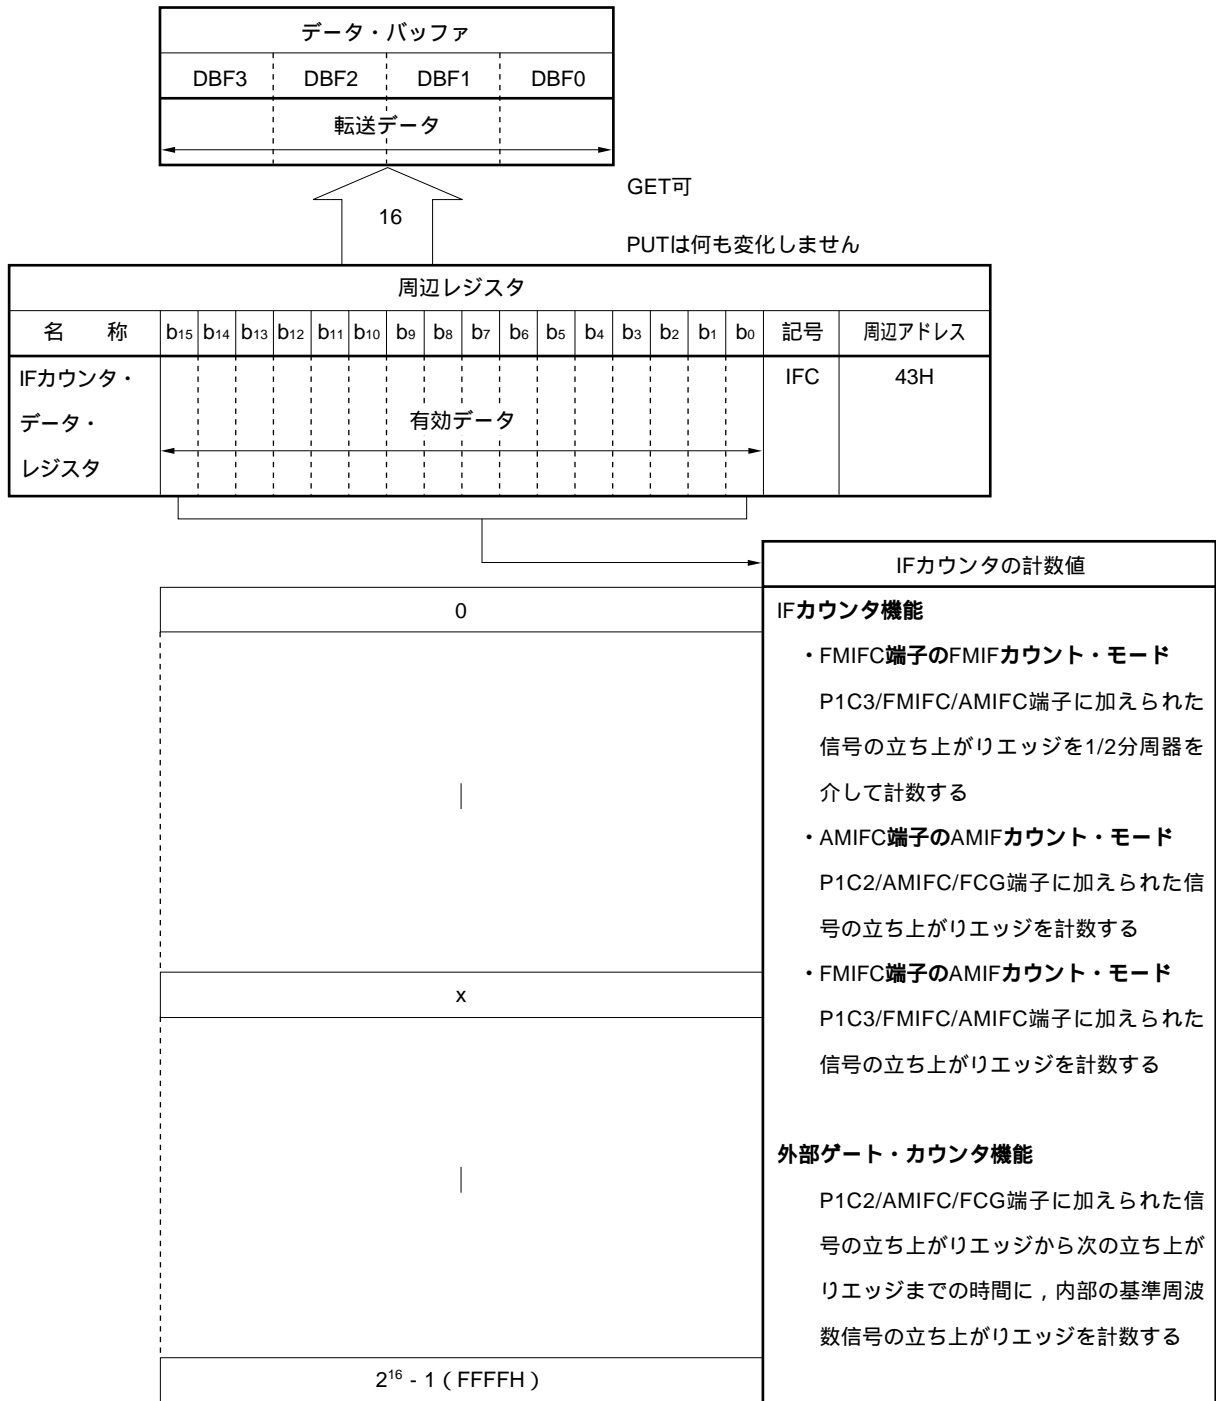 データ・バッファ
DBF3 DBF2 DBF1 DBF0
転送データ
16
GET可
PUTは何も変化しません
周辺レジスタ
名 称 b15 b14 b13 b12 b11 b10 b9 b8 b7 b6 b5 b4 b3 b2 b1 b0 記号 周辺アドレス
IFカウンタ・
データ・
レジスタ
有効データ
IFC 43H
IFカウンタの計数値
0
x
2¹⁶ - 1 ( FFFFH )
IFカウンタ機能
・FMIFC端子のFMIFカウント・モード
P1C3/FMIFC/AMIFC端子に加えられた
信号の立ち上がりエッジを1/2分周器を
介して計数する
・AMIFC端子のAMIFカウント・モード
P1C2/AMIFC/FCG端子に加えられた信
号の立ち上がりエッジを計数する
・FMIFC端子のAMIFカウント・モード
P1C3/FMIFC/AMIFC端子に加えられた
信号の立ち上がりエッジを計数する
外部ゲート・カウンタ機能
P1C2/AMIFC/FCG端子に加えられた信
号の立ち上がりエッジから次の立ち上が
りエッジまでの時間に，内部の基準周波
数信号の立ち上がりエッジを計数する